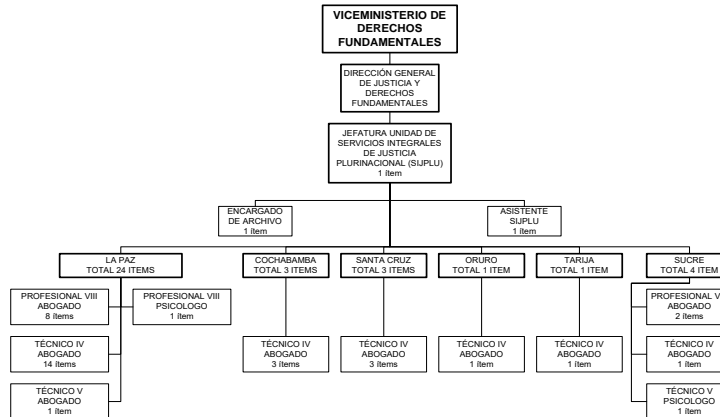 VICEMINISTERIO DE
DERECHOS
FUNDAMENTALES
DIRECCIÓN GENERAL
DE JUSTICIA Y
DERECHOS
FUNDAMENTALES
JEFATURA UNIDAD DE
SERVICIOS INTEGRALES
DE JUSTICIA
PLURINACIONAL (SIJPLU)
1 ítem
ENCARGADO
DE ARCHIVO
1 ítem
ASISTENTE
SIJPLU
1 ítem
LA PAZ
TOTAL 24 ITEMS
COCHABAMBA
TOTAL 3 ITEMS
SANTA CRUZ
TOTAL 3 ITEMS
ORURO
TOTAL 1 ITEM
TARIJA
TOTAL 1 ITEM
SUCRE
TOTAL 4 ITEM
PROFESIONAL VIII
ABOGADO
8 ítems
PROFESIONAL VIII
PSICOLOGO
1 ítem
PROFESIONAL
ABOGADO
2 ítems
TÉCNICO IV
ABOGADO
14 ítems
TÉCNICO IV
ABOGADO
3 ítems
TÉCNICO IV
ABOGADO
3 ítems
TÉCNICO IV
ABOGADO
1 ítem
TÉCNICO IV
ABOGADO
1 ítem
TÉCNICO IV
ABOGADO
1 ítem
TÉCNICO V
ABOGADO
1 ítem
TÉCNICO V
PSICOLOGO
1 ítem